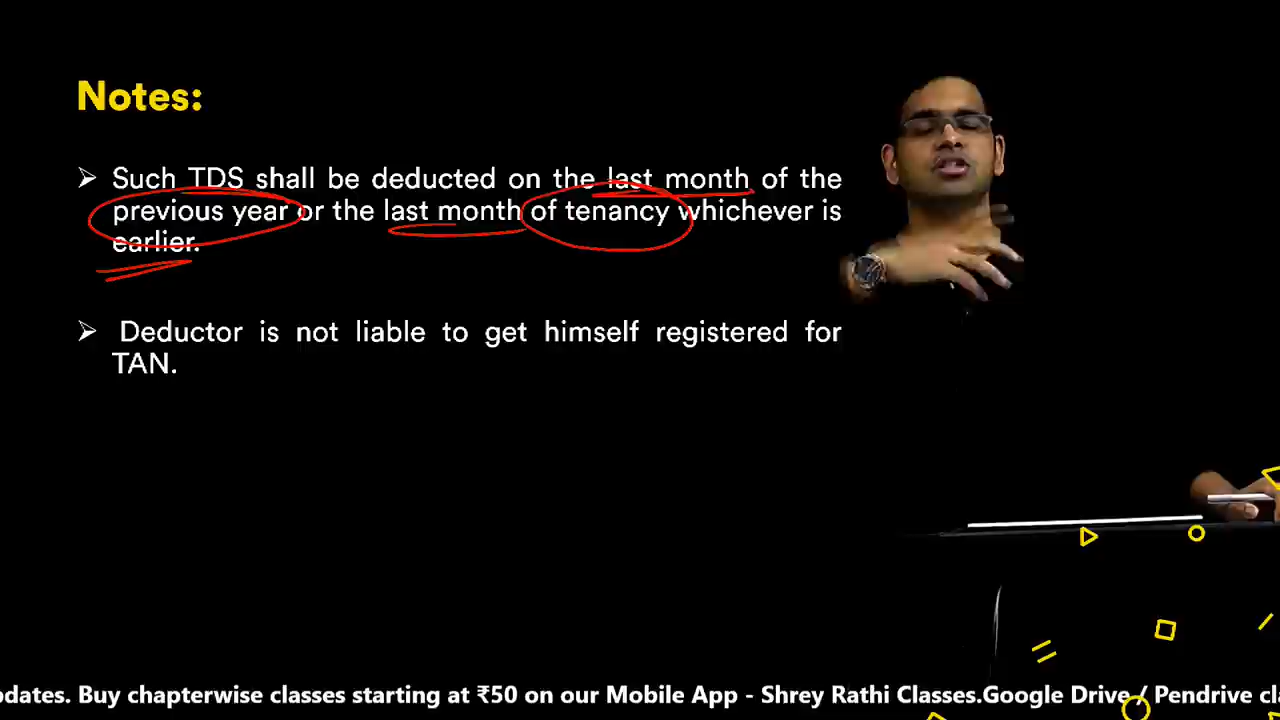 Notes:
➢ Such TDS shall be deducted on the last month of the
previous year or the last month of tenancy whichever is
earlier.
➢ Deductor is not liable to get himself registered for
TAN.
pdates. Buy chapterwise classes starting at ₹50 on our Mobile App - Shrey Rathi Classes.Google Drive / Pendrive cl